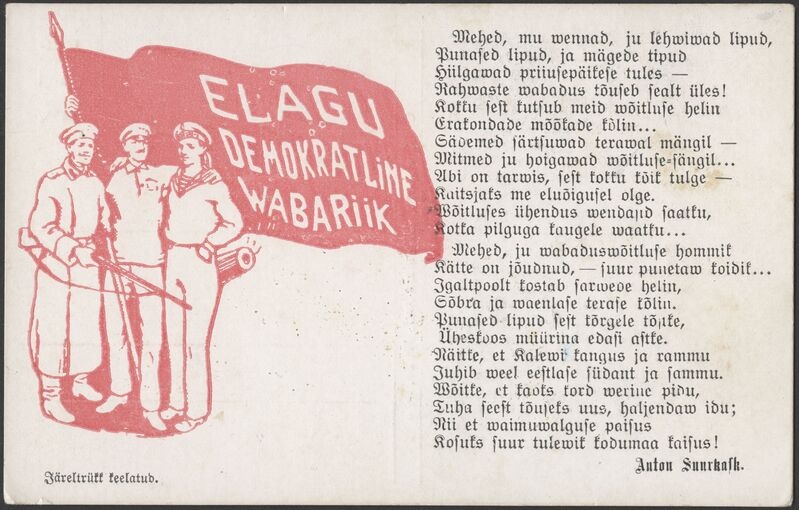 ELAGU
DEMOKRATLINE
WABARIIK
Järeltrükk keelatud.
Mehed, mu wennad, ju lehwiwad lipud,
Punased lipud, ja mägede tipud
Hiilgawad priiusepäikese tules —
Rahwaste wabadus tõuseb sealt üles!
Kokku sest kutsub meid wõitluse helin
Erakondade mõõkade kõlin...
Sädemed särtsuwad terawal mängil —
Mitmed ju hoigawad wõitluse-sängil...
Abi on tarwis, sest kokku kõik tulge —
Kaitsjaks me eluõigusel olge.
Wõitluses ühendus wendasid saatku,
Kotka pilguga kaugele waatku...
Mehed, ju wabaduswõitluse hommik
Kätte on jõudnud, — suur punetaw koidik...
Igaltpoolt kostab sarweoe helin,
Sõbra ja waenlase terase kõlin.
Punased lipud sest kõrgele tõstke,
Üheskoos müürina edasi astke.
Näitke, et Kalewi kangus ja rammu
Juhib weel eestlase südant ja sammu.
Wõitke, et kaoks kord werine pidu,
Tuha seest tõuseks uus, haljendaw idu;
Nii et waimuwalguse paisus
Kosuks suur tulewik kodumaa kaisus!
Anton Suurkask.